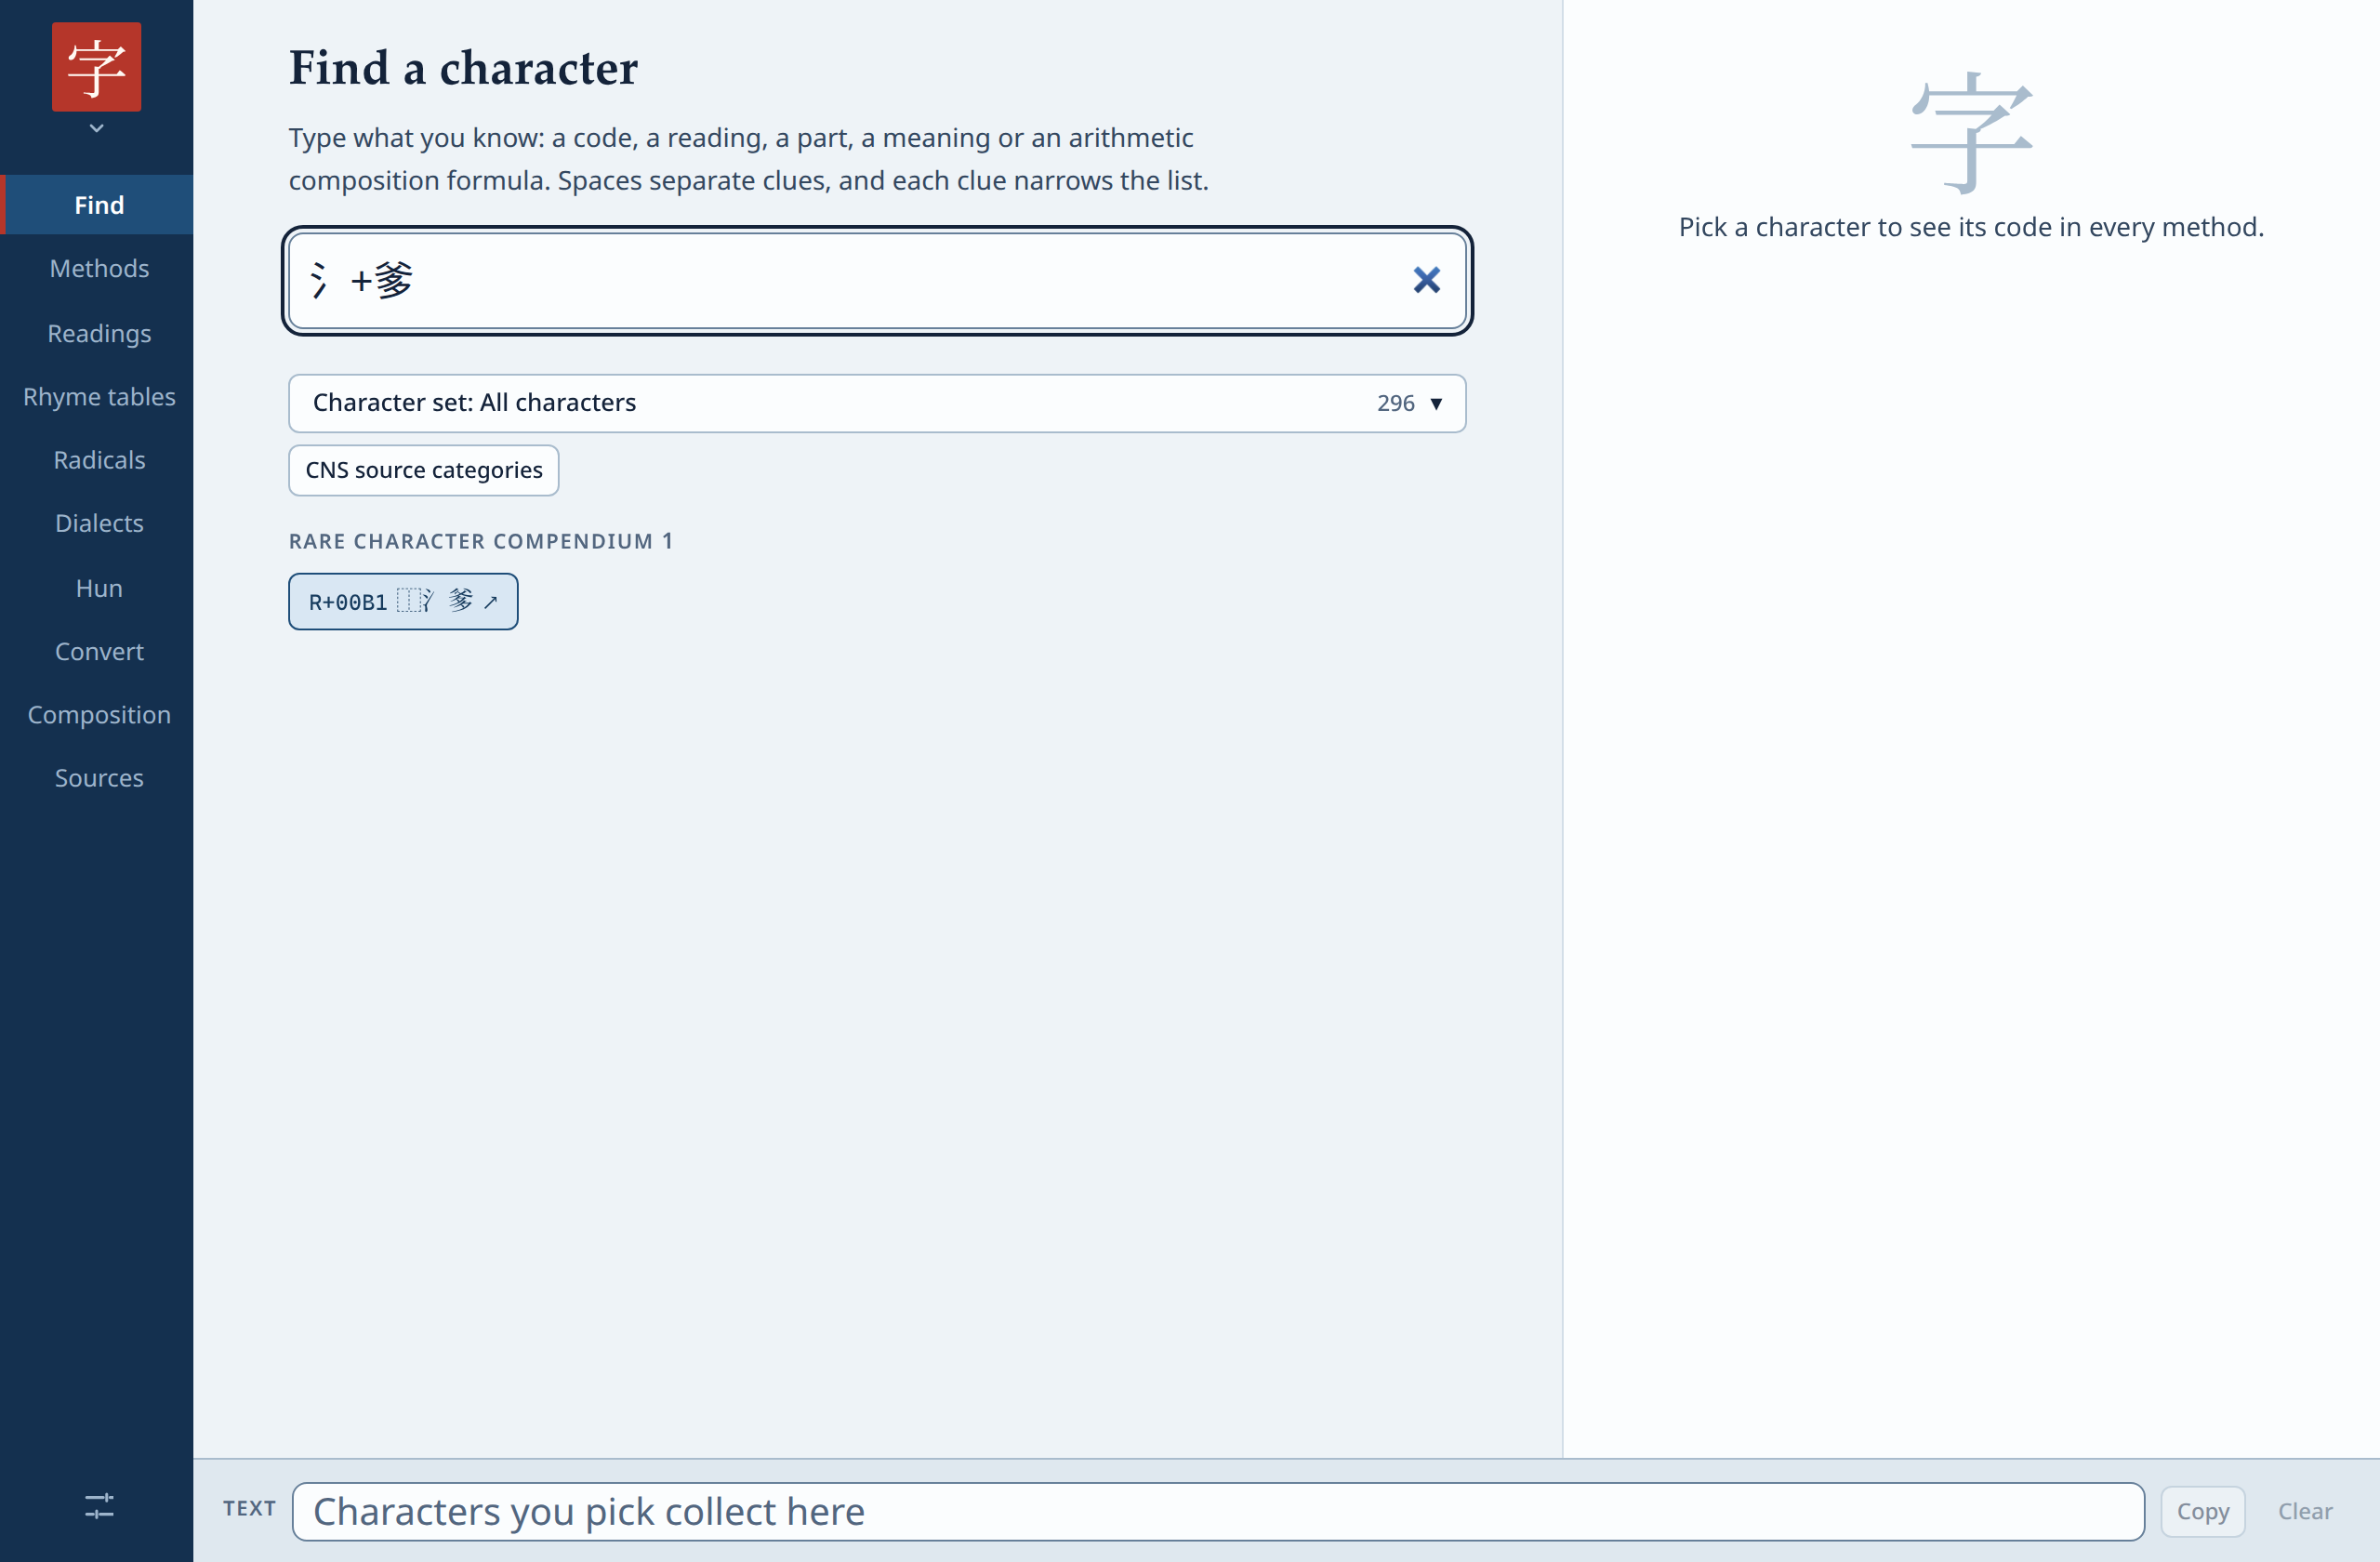 字
Find
Methods
Readings
Rhyme tables
Radicals
Dialects
Hun
Convert
Composition
Sources
Find a character
Type what you know: a code, a reading, a part, a meaning or an arithmetic
composition formula. Spaces separate clues, and each clue narrows the list.
氵+爹
Character set: All characters 296 ▼
CNS source categories
RARE CHARACTER COMPENDIUM 1
R+00B1 ⿰氵爹 ↗
字
Pick a character to see its code in every method.
TEXT Characters you pick collect here Copy Clear